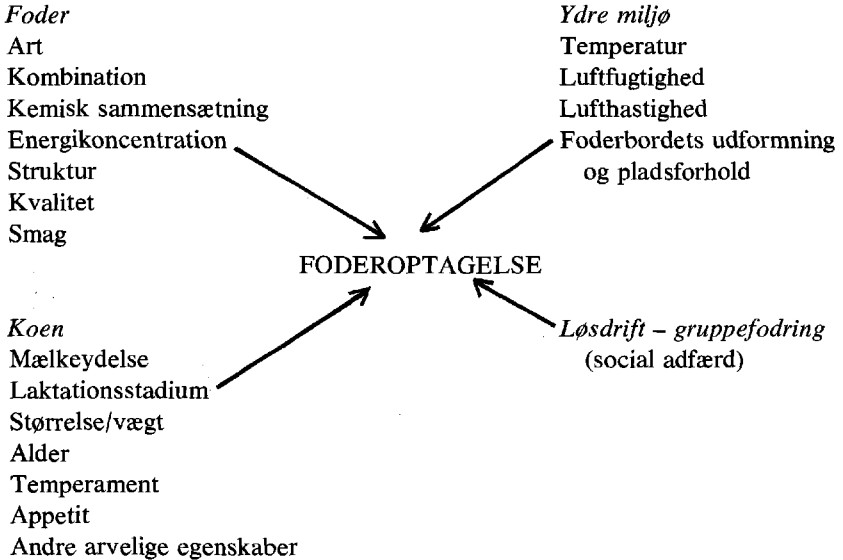 Foder
Art
Kombination
Kemisk sammensætning
Energikoncentration
Struktur
Kvalitet
Smag
Ydre miljø
Temperatur
Luftfugtighed
Lufthastighed
Foderbordets udformning
og pladsforhold
FODEROPTAGELSE
Koen
Mælkeydelse
Laktationsstadium
Størrelse/vægt
Alder
Temperament
Appetit
Andre arvelige egenskaber
Løsdrift – gruppefodring
(social adfærd)